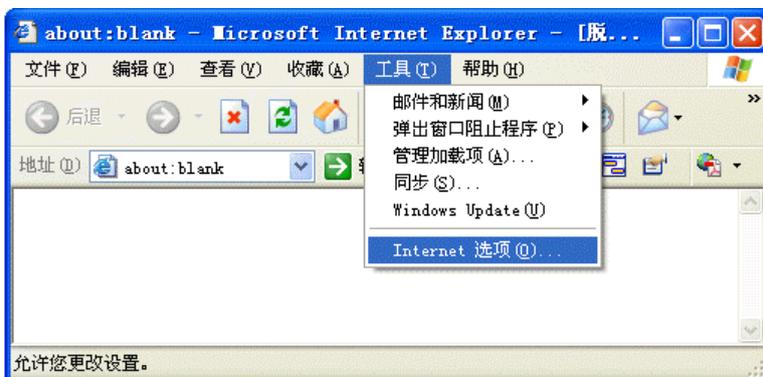 about:blank - Microsoft Internet Explorer - [脱...
文件(F) 编辑(E) 查看(V) 收藏(A) 工具(T) 帮助(H)
后退
邮件和新闻(M)
弹出窗口阻止程序(P)
管理加载项(A)...
同步(S)...
Windows Update(U)
Internet 选项(O)...
地址(D) about:blank
允许您更改设置。